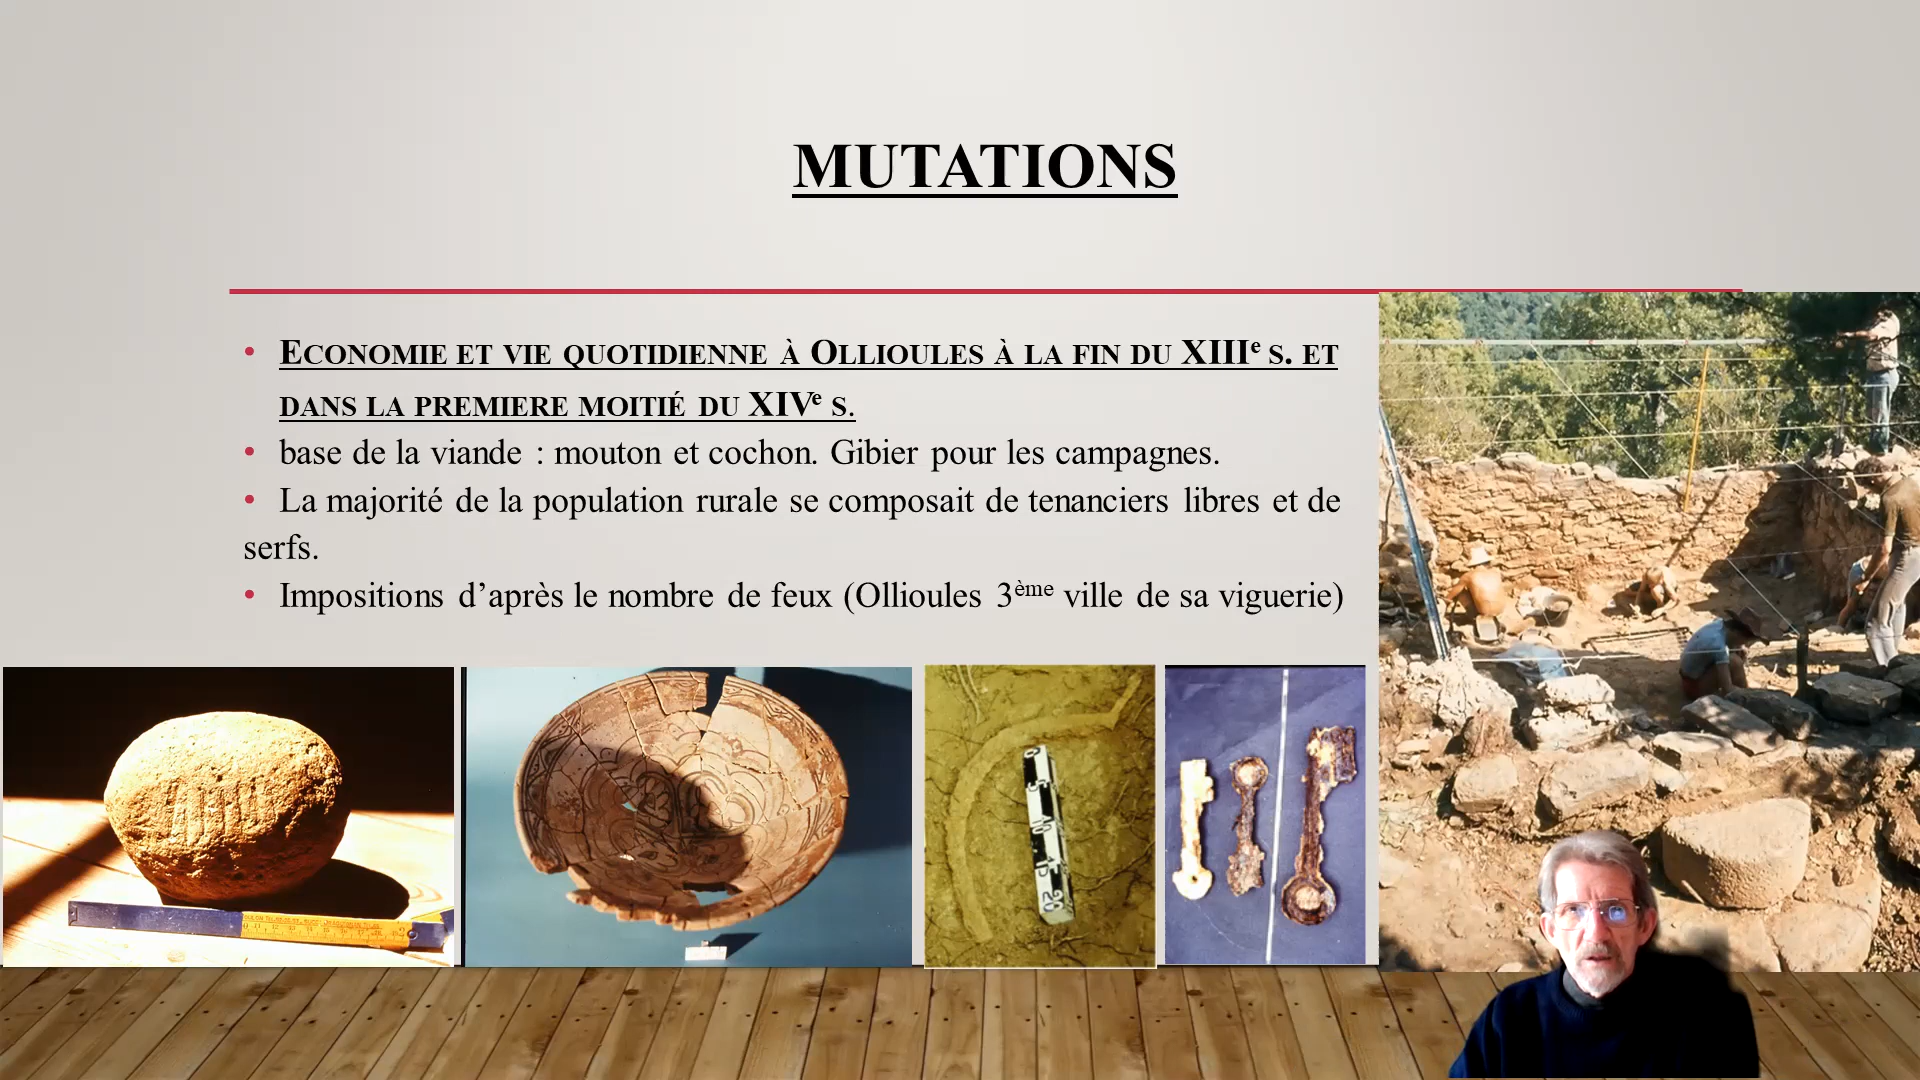 MUTATIONS
• ECONOMIE ET VIE QUOTIDIENNE À OLLIOULES À LA FIN DU XIIIe S. ET
DANS LA PREMIERE MOITIÉ DU XIVe S.
• base de la viande : mouton et cochon. Gibier pour les campagnes.
• La majorité de la population rurale se composait de tenanciers libres et de
serfs.
• Impositions d’après le nombre de feux (Ollioules 3ème ville de sa viguerie)